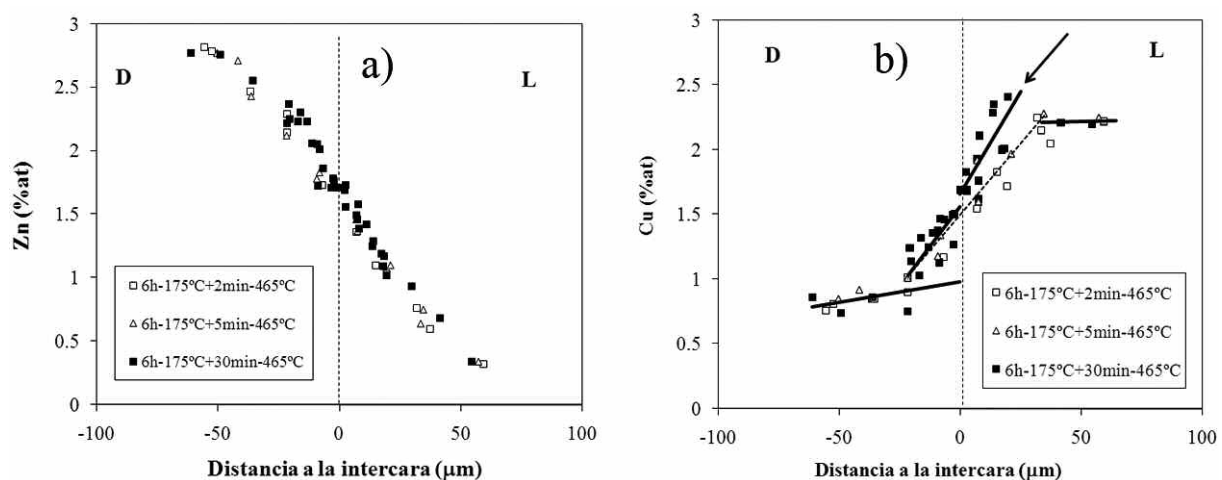 3
2.5
2
1.5
1
0.5
0
Zn (%at)
D
a)
L
6h-175ºC+2min-465ºC
6h-175ºC+5min-465ºC
6h-175ºC+30min-465ºC
-100
-50
0
50
100
Distancia a la intercara (µm)
3
2.5
2
1.5
1
0.5
0
Cu (%at)
D
b)
L
6h-175ºC+2min-465ºC
6h-175ºC+5min-465ºC
6h-175ºC+30min-465ºC
-100
-50
0
50
100
Distancia a la intercara (µm)